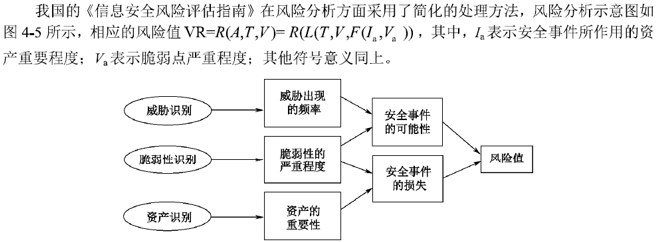 我国的《信息安全风险评估指南》在风险分析方面采用了简化的处理方法，风险分析示意图如
图 4-5 所示，相应的风险值 VR=R(A,T,V)= R(L(T,V,F(Ia,Va ))，其中，Ia表示安全事件所作用的资
产重要程度；Va表示脆弱点严重程度；其他符号意义同上。
威胁识别
威胁出现
的频率
安全事件
的可能性
脆弱性识别
脆弱性的
严重程度
风险值
安全事件
的损失
资产识别
资产的
重要性